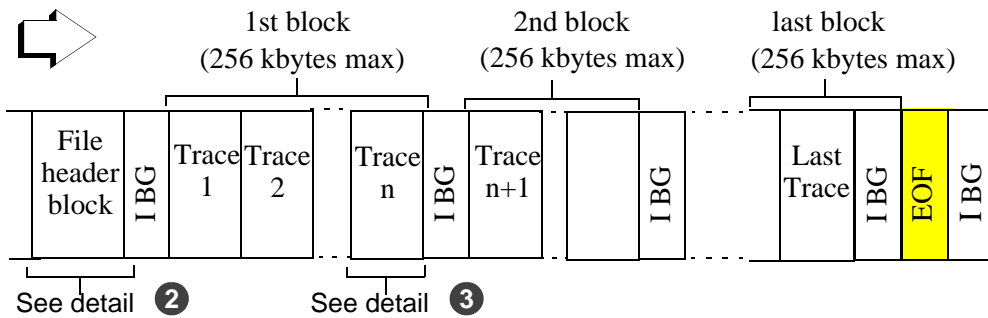 1st block
(256 kbytes max)
2nd block
(256 kbytes max)
last block
(256 kbytes max)
File
header
block
I BG
Trace
1
Trace
2
Trace
n
I BG
Trace
n+1
I BG
Last
Trace
I BG
EOF
I BG
See detail 2
See detail 3